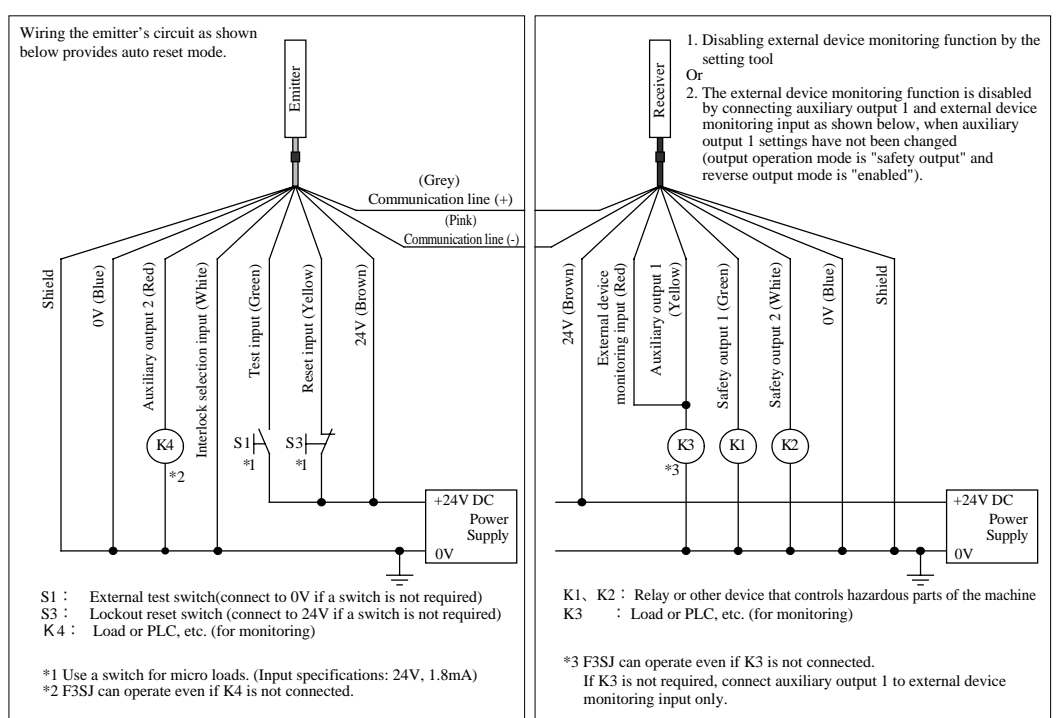 Wiring the emitter's circuit as shown
below provides auto reset mode.
Emitter
(Grey)
Communication line (+)
(Pink)
Communication line (-)
Shield
0V (Blue)
Auxiliary output 2 (Red)
Interlock selection input (White)
Test input (Green)
Reset input (Yellow)
24V (Brown)
K4
*2
S1
*1
S3
*1
+24V DC
Power
Supply
0V
S1 : External test switch(connect to 0V if a switch is not required)
S3 : Lockout reset switch (connect to 24V if a switch is not required)
K4 : Load or PLC, etc. (for monitoring)
*1 Use a switch for micro loads. (Input specifications: 24V, 1.8mA)
*2 F3SJ can operate even if K4 is not connected.
1. Disabling external device monitoring function by the
setting tool
Or
2. The external device monitoring function is disabled
by connecting auxiliary output 1 and external device
monitoring input as shown below, when auxiliary
output 1 settings have not been changed
(output operation mode is "safety output" and
reverse output mode is "enabled").
Receiver
24V (Brown)
External device
monitoring input (Red)
Auxiliary output 1
(Yellow)
Safety output 1 (Green)
Safety output 2 (White)
0V (Blue)
Shield
K3
*3
K1
K2
+24V DC
Power
Supply
0V
K1、K2 : Relay or other device that controls hazardous parts of the machine
K3 : Load or PLC, etc. (for monitoring)
*3 F3SJ can operate even if K3 is not connected.
If K3 is not required, connect auxiliary output 1 to external device
monitoring input only.